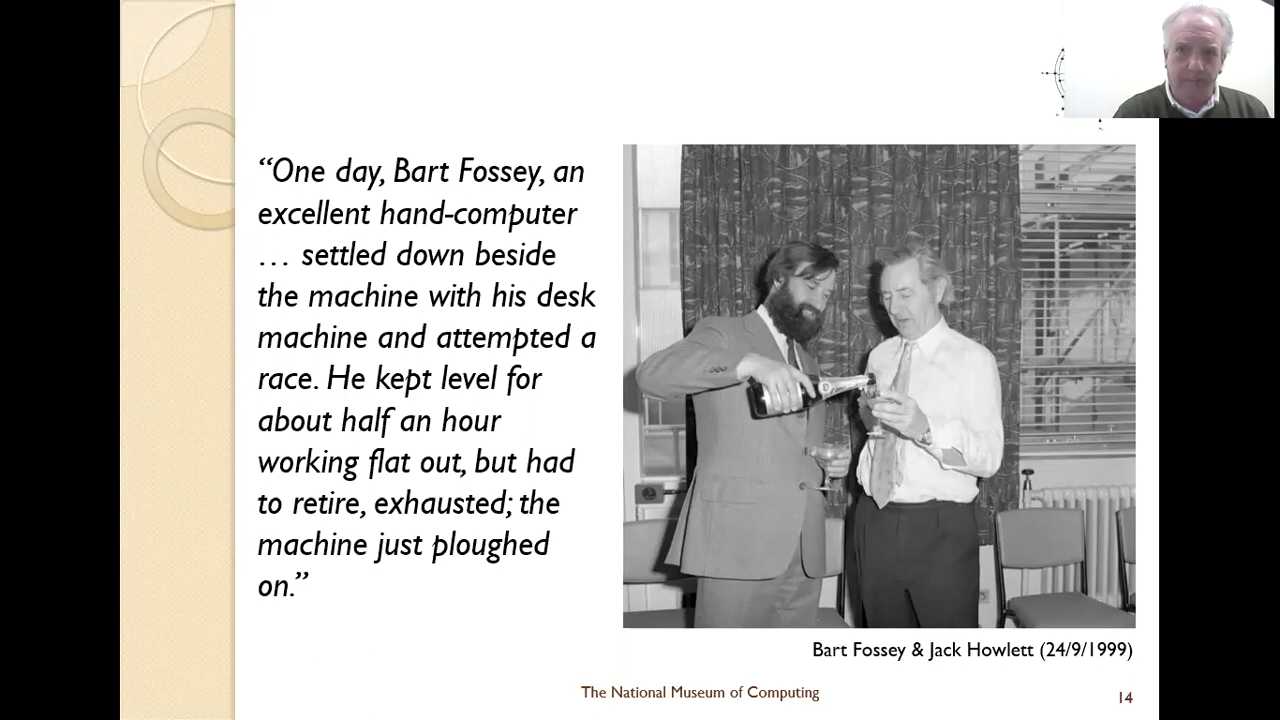 “One day, Bart Fossey, an
excellent hand-computer
… settled down beside
the machine with his desk
machine and attempted a
race. He kept level for
about half an hour
working flat out, but had
to retire, exhausted; the
machine just ploughed
on.”
Bart Fossey & Jack Howlett (24/9/1999)
The National Museum of Computing
14